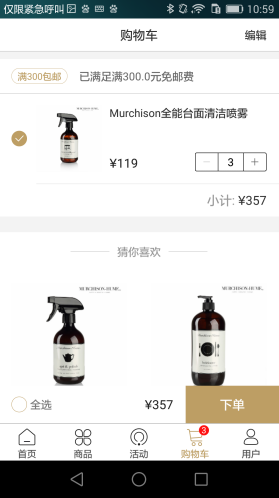 仅限紧急呼叫 10:59
购物车 编辑
满300包邮 已满足满300.0元免邮费
Murchison全能台面清洁喷雾
¥119 - 3 +
小计: ¥357
猜你喜欢
MURCHISON-HUME
MURCHISON-HUME
全选 ¥357 下单
3
首页 商品 活动 购物车 用户